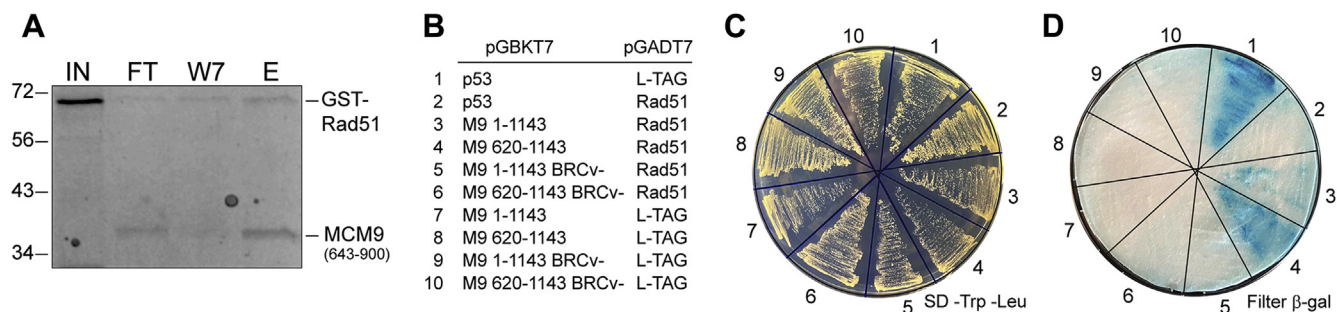 A
IN FT W7 E
72
56
43
34
GST-
Rad51
MCM9
(643-900)
B
pGBKT7 pGADT7
1 p53 L-TAG
2 p53 Rad51
3 M9 1-1143 Rad51
4 M9 620-1143 Rad51
5 M9 1-1143 BRCv- Rad51
6 M9 620-1143 BRCv- Rad51
7 M9 1-1143 L-TAG
8 M9 620-1143 L-TAG
9 M9 1-1143 BRCv- L-TAG
10 M9 620-1143 BRCv- L-TAG
C
10
1
2
3
4
5
6
7
8
9
SD -Trp -Leu
D
10
1
2
3
4
5
6
7
8
9
Filter β-gal